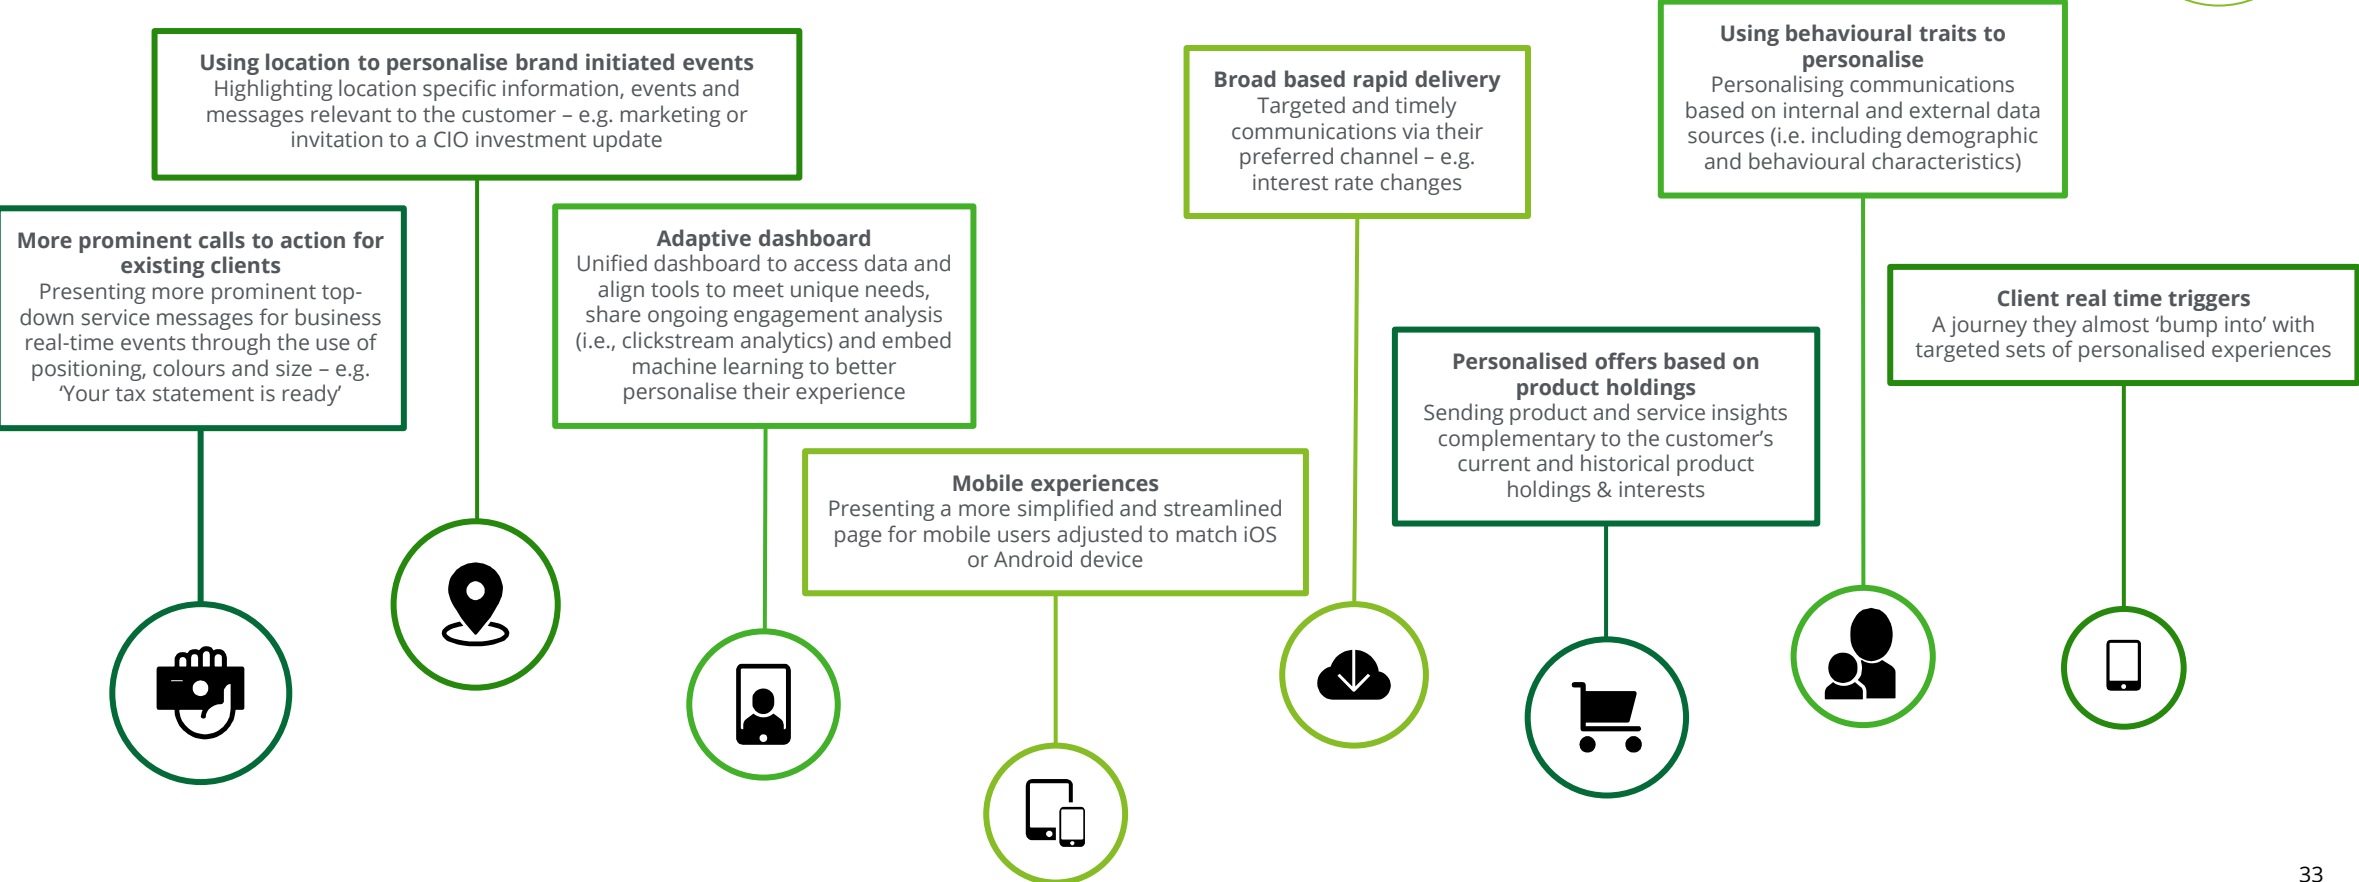 Using location to personalise brand initiated events
Highlighting location specific information, events and
messages relevant to the customer – e.g. marketing or
invitation to a CIO investment update
More prominent calls to action for
existing clients
Presenting more prominent top-
down service messages for business
real-time events through the use of
positioning, colours and size – e.g.
‘Your tax statement is ready’
Adaptive dashboard
Unified dashboard to access data and
align tools to meet unique needs,
share ongoing engagement analysis
(i.e., clickstream analytics) and embed
machine learning to better
personalise their experience
Mobile experiences
Presenting a more simplified and streamlined
page for mobile users adjusted to match iOS
or Android device
Broad based rapid delivery
Targeted and timely
communications via their
preferred channel – e.g.
interest rate changes
Personalised offers based on
product holdings
Sending product and service insights
complementary to the customer’s
current and historical product
holdings & interests
Using behavioural traits to
personalise
Personalising communications
based on internal and external data
sources (i.e. including demographic
and behavioural characteristics)
Client real time triggers
A journey they almost ‘bump into’ with
targeted sets of personalised experiences
33